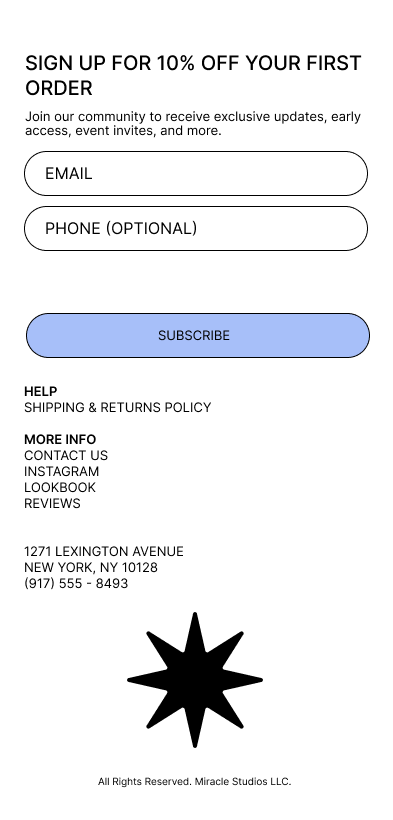 SIGN UP FOR 10% OFF YOUR FIRST
ORDER
Join our community to receive exclusive updates, early
access, event invites, and more.
EMAIL
PHONE (OPTIONAL)
SUBSCRIBE
HELP
SHIPPING & RETURNS POLICY
MORE INFO
CONTACT US
INSTAGRAM
LOOKBOOK
REVIEWS
1271 LEXINGTON AVENUE
NEW YORK, NY 10128
(917) 555 - 8493
All Rights Reserved. Miracle Studios LLC.